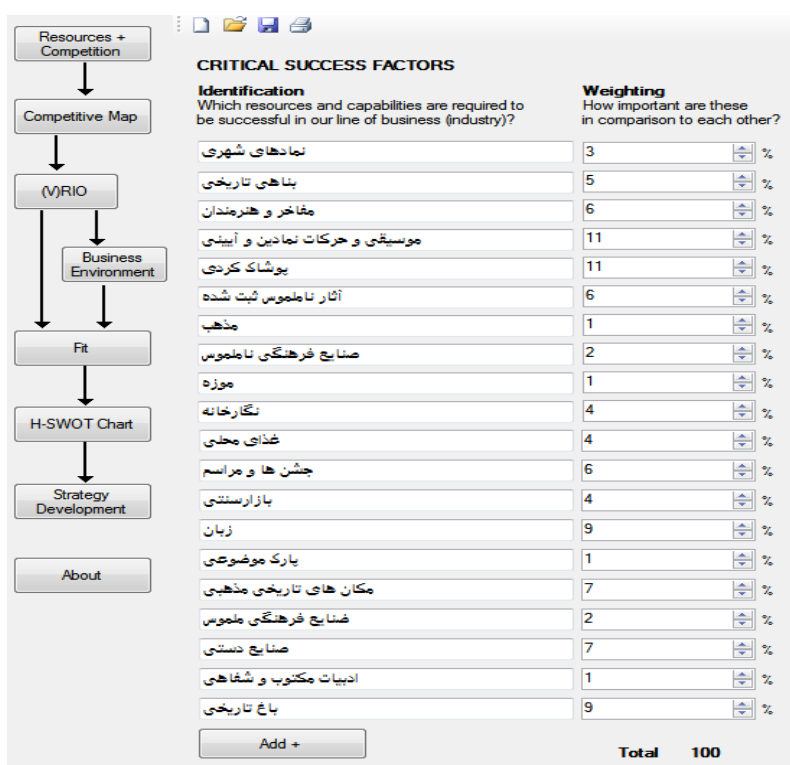 Resources +
Competition
Competitive Map
(V)RIO
Business
Environment
Fit
H-SWOT Chart
Strategy
Development
About
CRITICAL SUCCESS FACTORS
Identification
Which resources and capabilities are required to
be successful in our line of business (industry)?
Weighting
How important are these
in comparison to each other?
نمادهای شهری 3 %
بناهی تاریخی 5 %
مفاخر و هنرمندان 6 %
موسیقی و حرکات نمادین و آیینی 11 %
پوشاک کردی 11 %
آثار ناملموس ثبت شده 6 %
مذهب 1 %
صنایع فرهنگی ناملموس 2 %
موزه 1 %
نگارخانه 4 %
غذای محلی 4 %
جشن ها و مراسم 6 %
بازارسنتی 4 %
زبان 9 %
پارک موضوعی 1 %
مکان های تاریخی مذهبی 7 %
ضنایع فرهنگی ملموس 2 %
صنایع دستی 7 %
ادبیات مکتوب و شفاهی 1 %
باغ تاریخی 9 %
Add +
Total 100